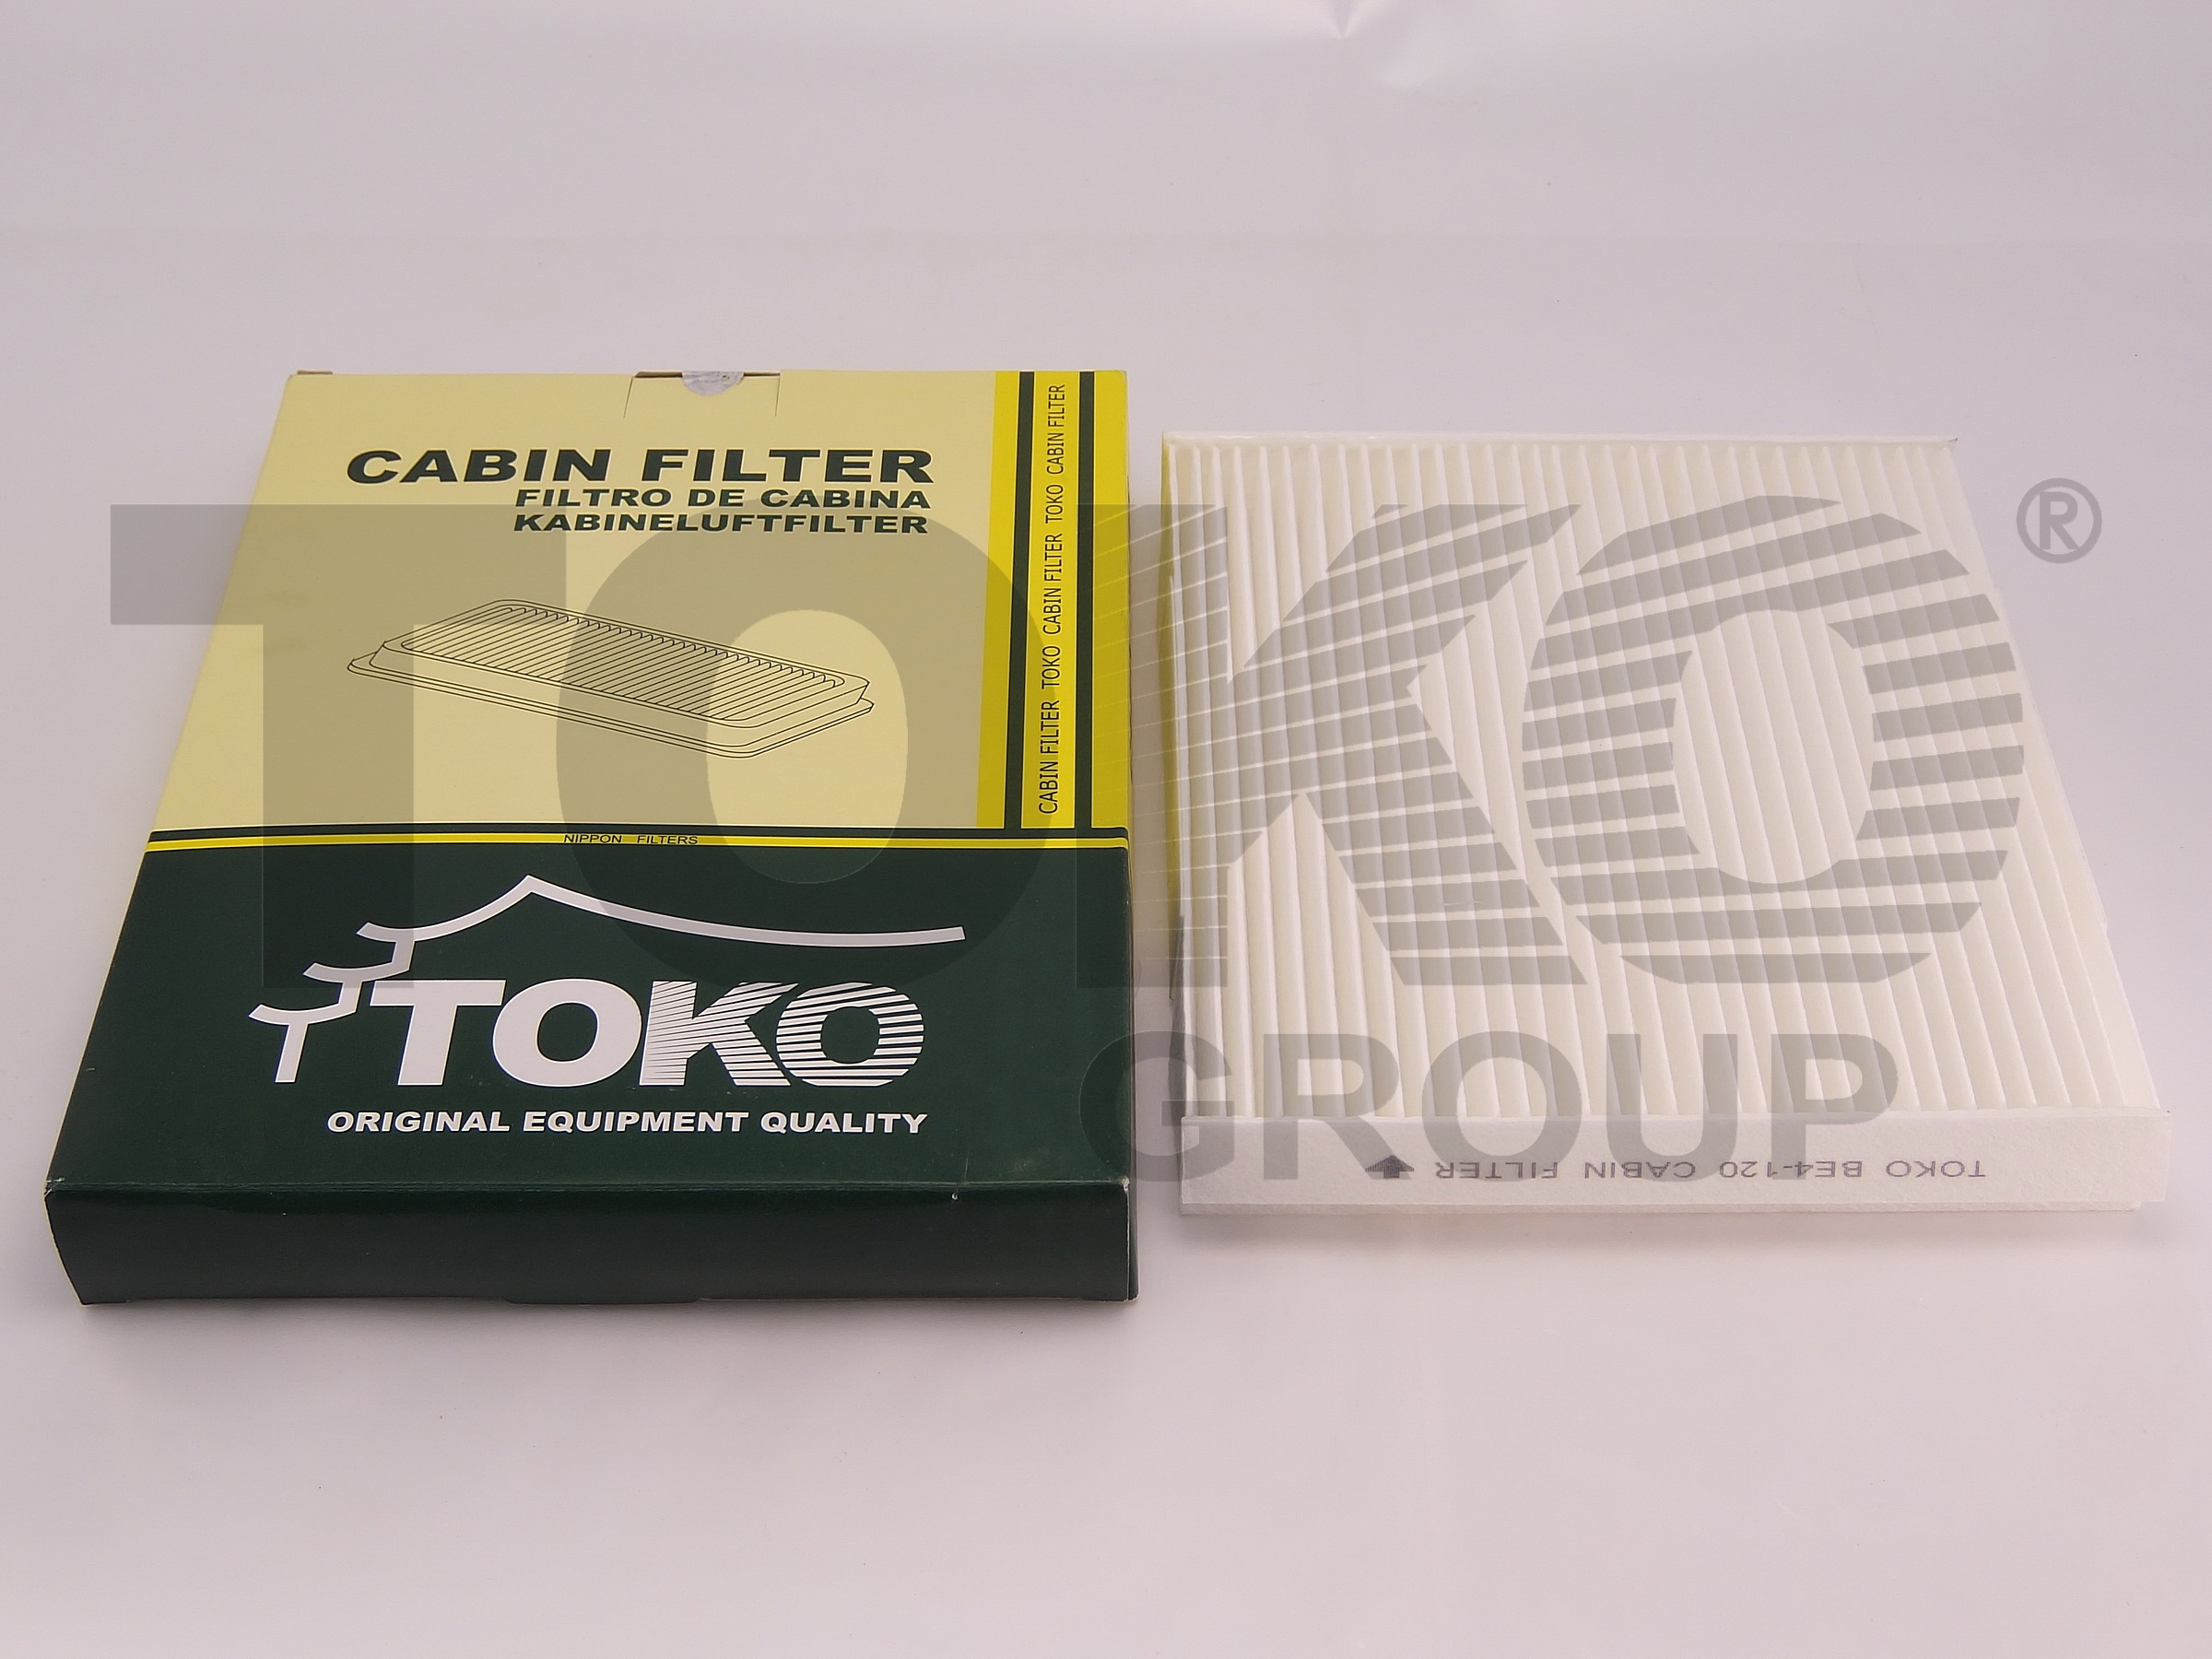 CABIN FILTER
FILTRO DE CABINA
KABINELUFTFILTER
CABIN FILTER TOKO CABIN FILTER TOKO CABIN FILTER
NIPPON FILTERS
TOKO
ORIGINAL EQUIPMENT QUALITY
TOKO BE4-120 CABIN FILTER
TOKO ®
GROUP